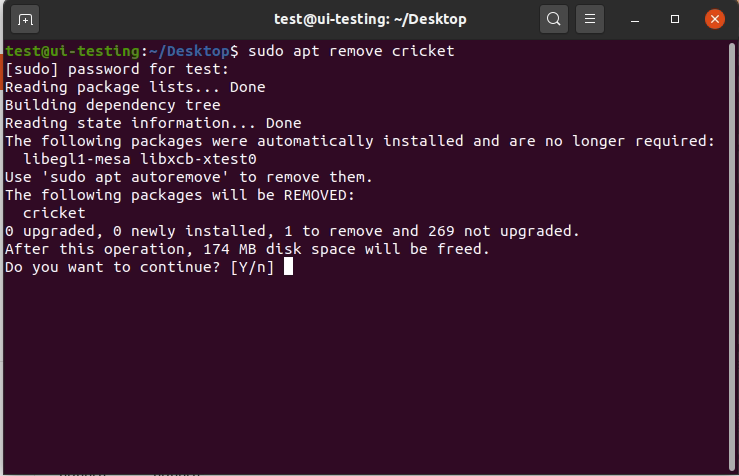 test@ui-testing: ~/Desktop
test@ui-testing:~/Desktop$ sudo apt remove cricket
[sudo] password for test:
Reading package lists... Done
Building dependency tree
Reading state information... Done
The following packages were automatically installed and are no longer required:
  libegl1-mesa libxcb-xtest0
Use 'sudo apt autoremove' to remove them.
The following packages will be REMOVED:
  cricket
0 upgraded, 0 newly installed, 1 to remove and 269 not upgraded.
After this operation, 174 MB disk space will be freed.
Do you want to continue? [Y/n]